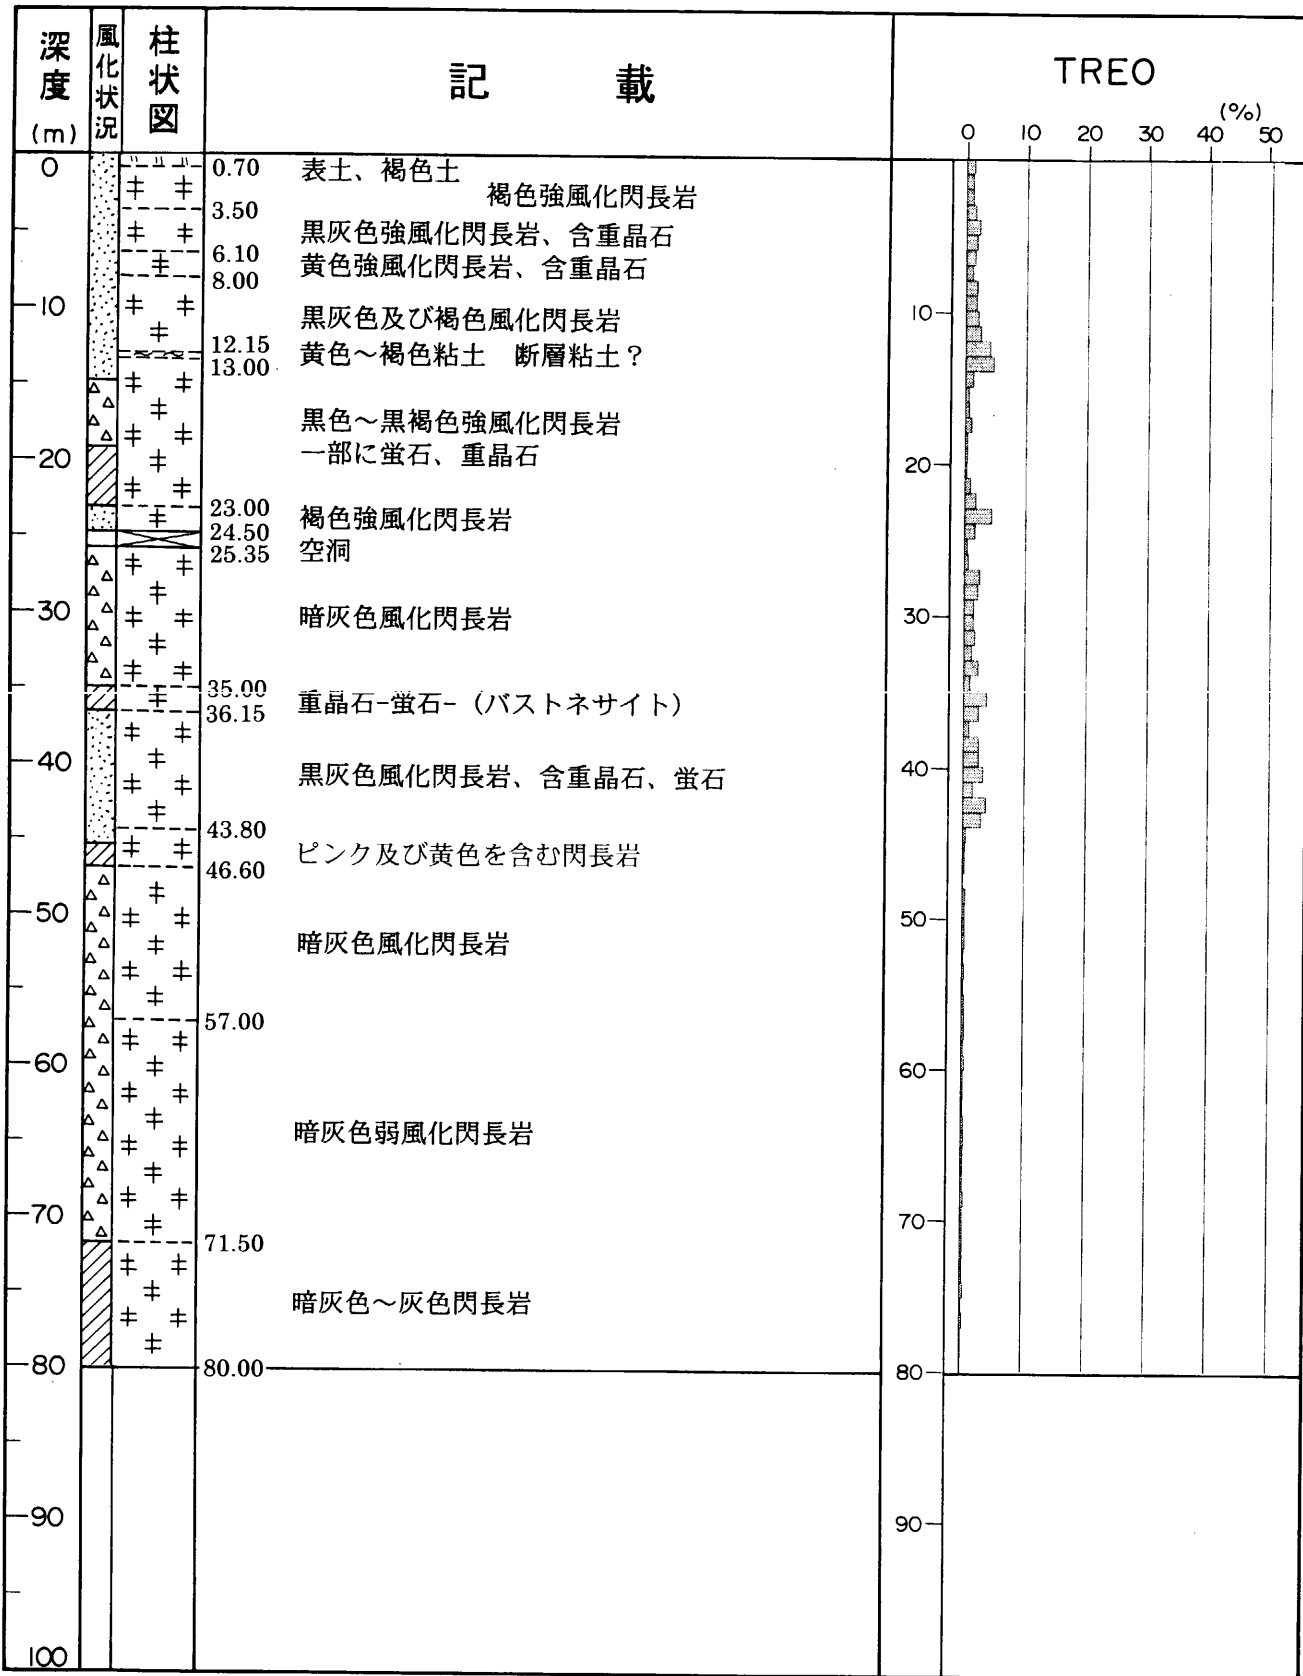 深度
(m)
風化状況
柱状図
記 載
TREO
(%)
0 10 20 30 40 50
0
0.70 表土、褐色土
褐色強風化閃長岩
3.50
黒灰色強風化閃長岩、含重晶石
6.10
黄色強風化閃長岩、含重晶石
8.00
10
10
黒灰色及び褐色風化閃長岩
12.15
黄色～褐色粘土 断層粘土？
13.00
黒色～黒褐色強風化閃長岩
一部に蛍石、重晶石
20
20
23.00
褐色強風化閃長岩
24.50
空洞
25.35
30
暗灰色風化閃長岩
30
35.00
重晶石-蛍石-（バストネサイト）
36.15
40
黒灰色風化閃長岩、含重晶石、蛍石
40
43.80
ピンク及び黄色を含む閃長岩
46.60
50
50
暗灰色風化閃長岩
57.00
60
60
暗灰色弱風化閃長岩
70
70
71.50
暗灰色～灰色閃長岩
80
80.00
80
90
90
100